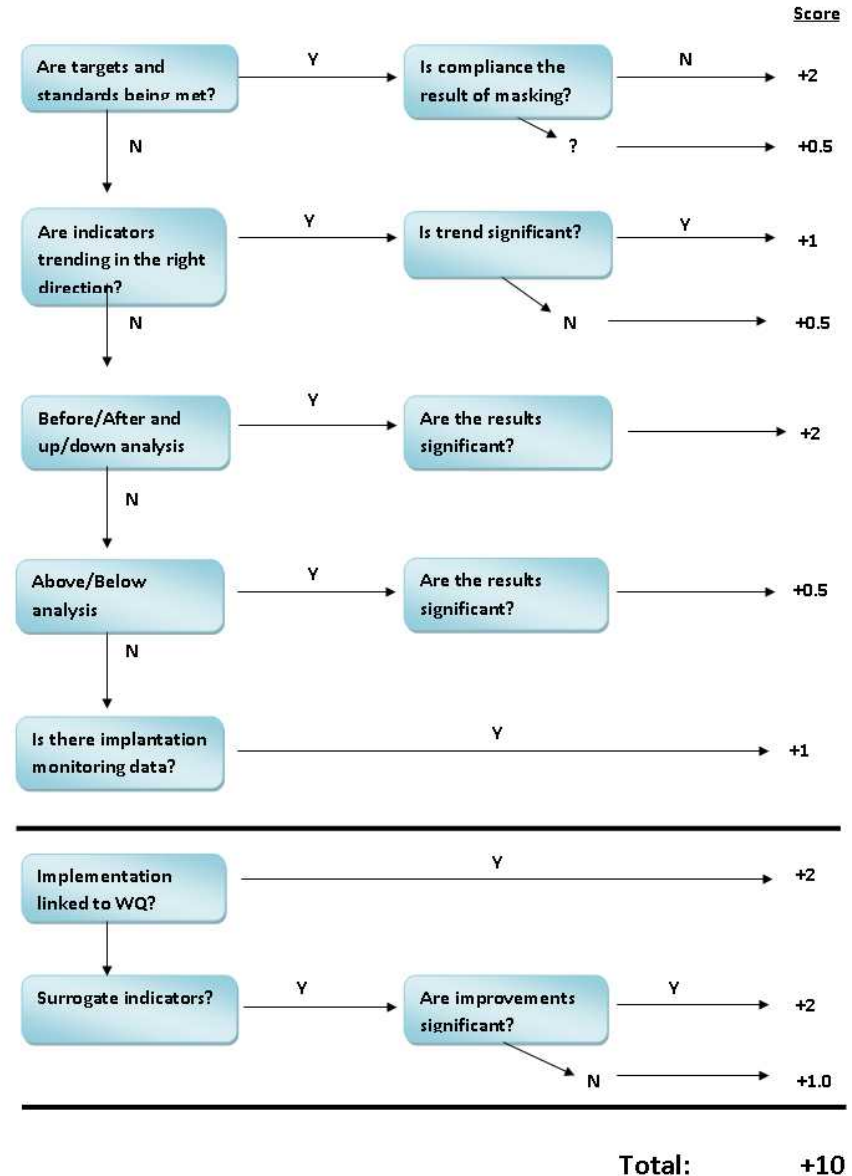 Score
Are targets and
standards being met?
Y
Is compliance the
result of masking?
N
+2
N
?
+0.5
Are indicators
trending in the right
direction?
Y
Is trend significant?
Y
+1
N
N
+0.5
Before/After and
up/down analysis
Y
Are the results
significant?
+2
N
Above/Below
analysis
Y
Are the results
significant?
+0.5
N
Is there implantation
monitoring data?
Y
+1
Implementation
linked to WQ?
Y
+2
Surrogate indicators?
Y
Are improvements
significant?
Y
+2
N
+1.0
Total: +10